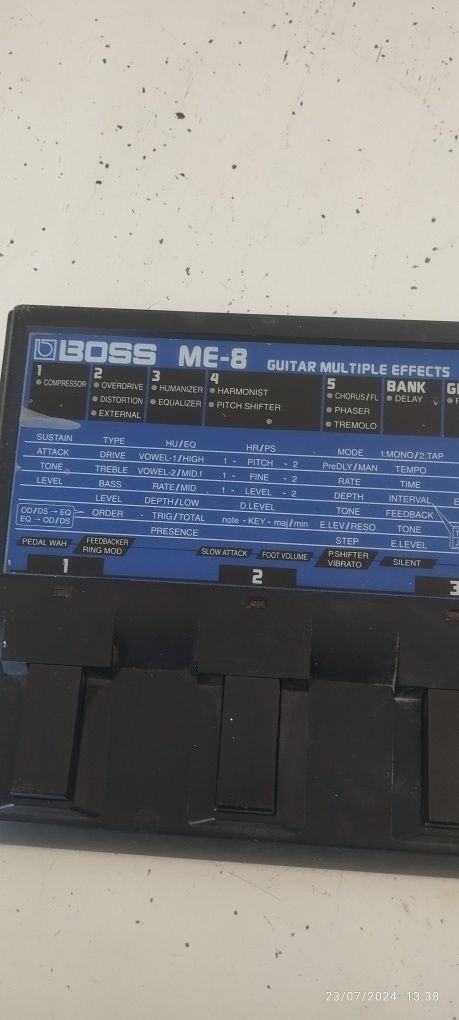 BOSS ME-8 GUITAR MULTIPLE EFFECTS
1 2 3 4 5 BANK
COMPRESSOR OVERDRIVE HUMANIZER HARMONIST CHORUS/FL DELAY
DISTORTION EQUALIZER PITCH SHIFTER PHASER
EXTERNAL TREMOLO
SUSTAIN TYPE HU/EQ HR/PS MODE 1:MONO/2:TAP
ATTACK DRIVE VOWEL-1/HIGH 1 - PITCH - 2 PreDLY/MAN TEMPO
TONE TREBLE VOWEL-2/MID.f 1 - FINE - 2 RATE TIME
LEVEL BASS RATE/MID 1 - LEVEL - 2 DEPTH INTERVAL
LEVEL DEPTH/LOW D.LEVEL TONE FEEDBACK
OD/DS → EQ ORDER TRIG/TOTAL note - KEY - maj/min E.LEV/RESO TONE
EQ → OD/DS PRESENCE STEP E.LEVEL
PEDAL WAH FEEDBACKER SLOW ATTACK FOOT VOLUME P.SHIFTER SILENT
RING MOD VIBRATO
1 2 3
23/07/2024 13:38